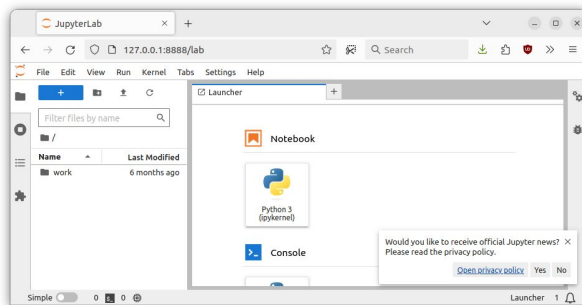 JupyterLab
127.0.0.1:8888/lab
Search
File Edit View Run Kernel Tabs Settings Help
Launcher
Filter files by name
/
Name Last Modified
work 6 months ago
Notebook
Python 3
(ipykernel)
Console
Would you like to receive official Jupyter news?
Please read the privacy policy.
Open privacy policy Yes No
Simple 0 0 Launcher 1